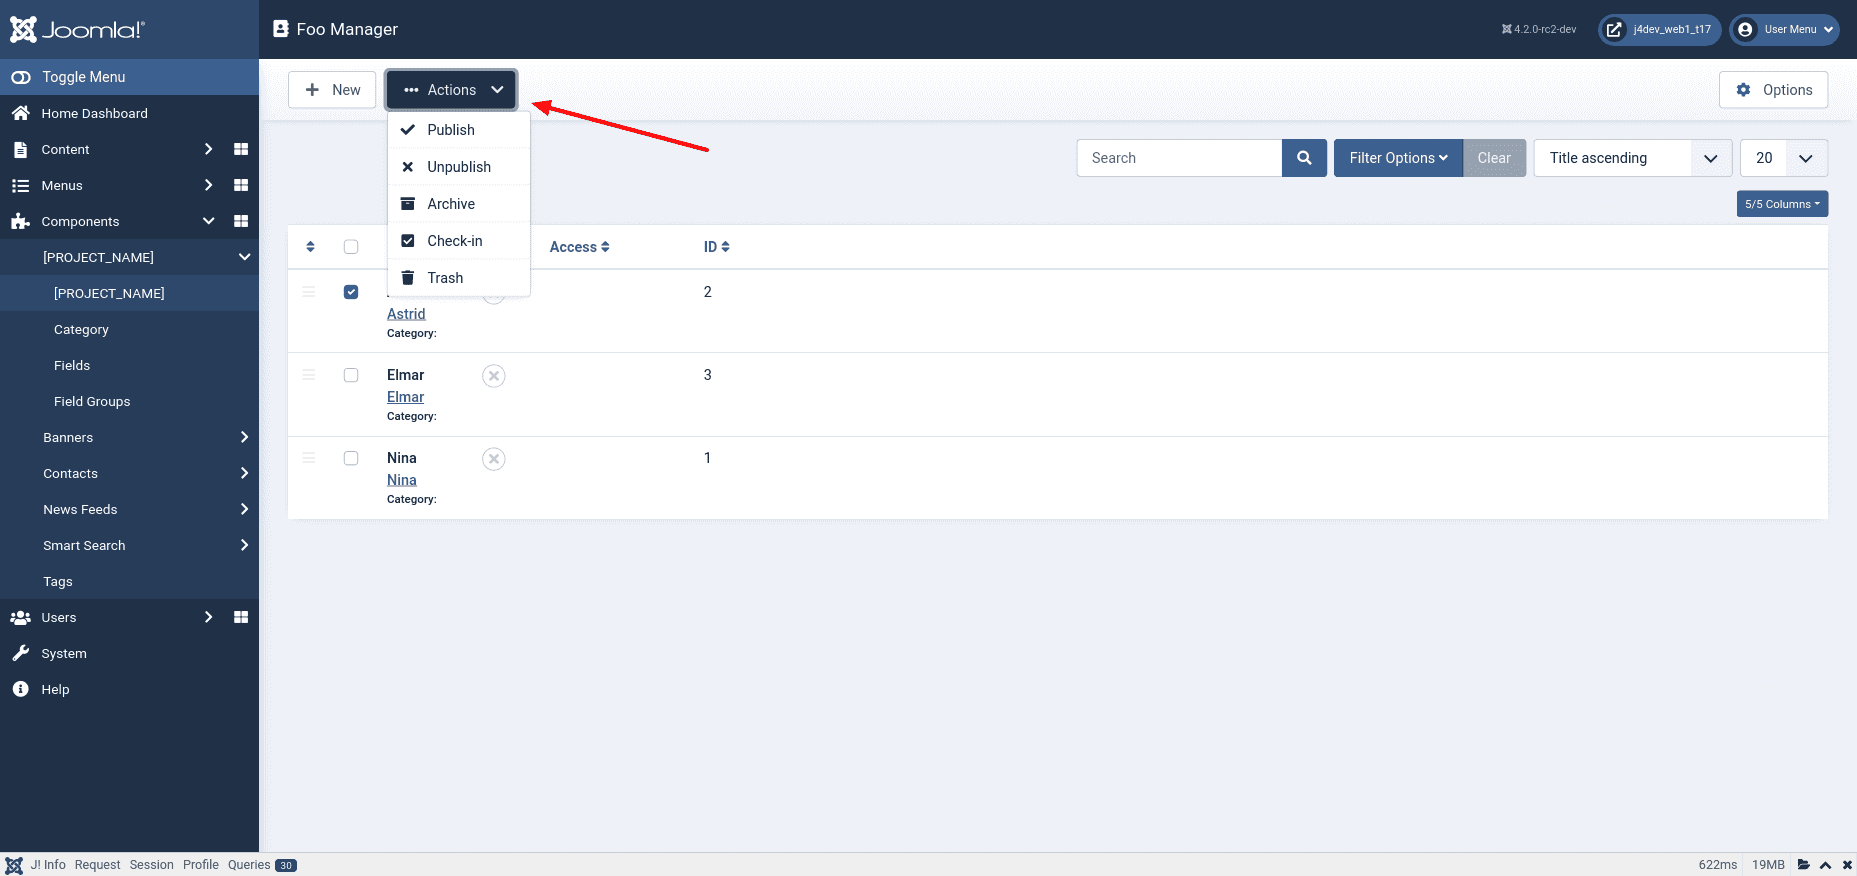 Joomla!
Foo Manager
4.2.0-rc2-dev
j4dev_web1_t17
User Menu
Toggle Menu
Home Dashboard
Content
Menus
Components
[PROJECT_NAME]
[PROJECT_NAME]
Category
Fields
Field Groups
Banners
Contacts
News Feeds
Smart Search
Tags
Users
System
Help
New
Actions
Options
Publish
Unpublish
Archive
Check-in
Trash
Search
Filter Options
Clear
Title ascending
20
5/5 Columns
Access
ID
2
Astrid
Category:
Elmar
3
Elmar
Category:
Nina
1
Nina
Category:
J! Info
Request
Session
Profile
Queries 30
622ms
19MB